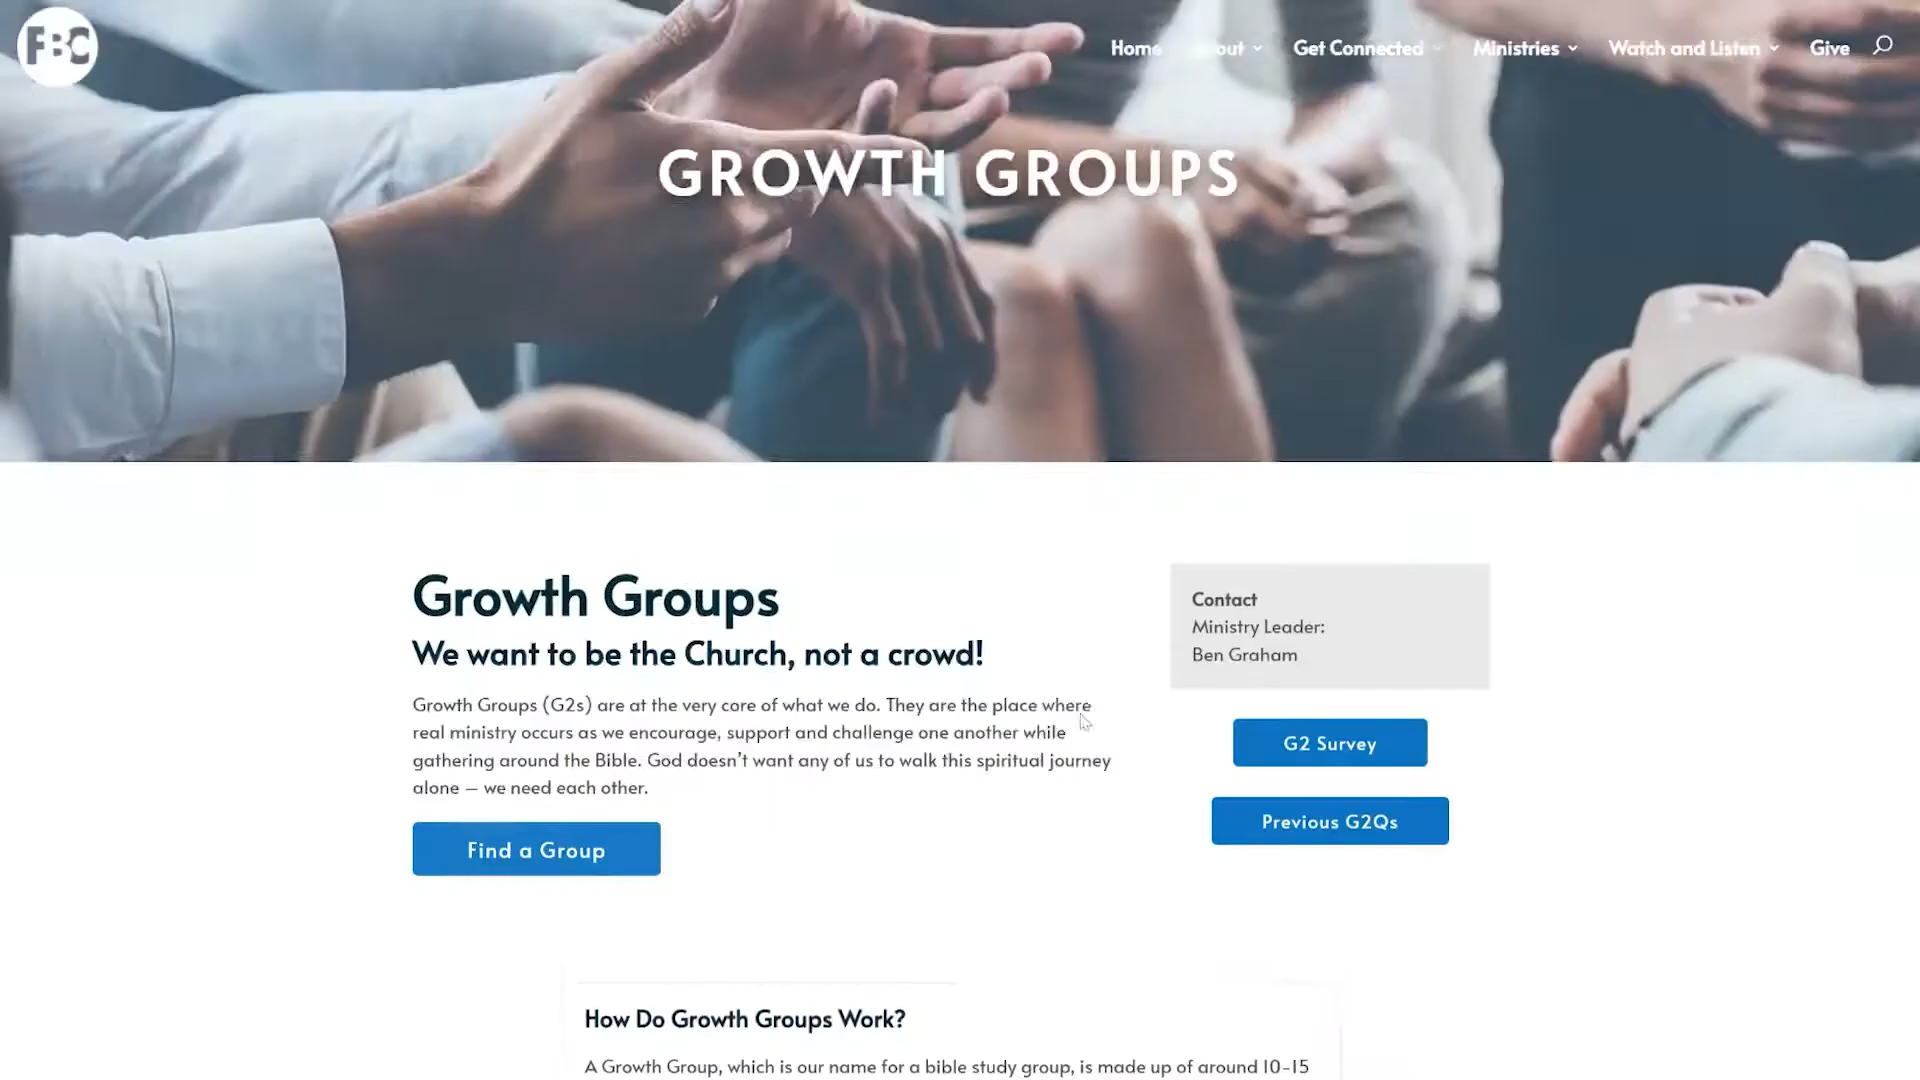 FBC
Home
out
Get Connected
Ministries
Watch and Listen
Give
GROWTH GROUPS
Growth Groups
We want to be the Church, not a crowd!
Growth Groups (G2s) are at the very core of what we do. They are the place where
real ministry occurs as we encourage, support and challenge one another while
gathering around the Bible. God doesn't want any of us to walk this spiritual journey
alone – we need each other.
Find a Group
Contact
Ministry Leader:
Ben Graham
G2 Survey
Previous G2Qs
How Do Growth Groups Work?
A Growth Group, which is our name for a bible study group, is made up of around 10-15